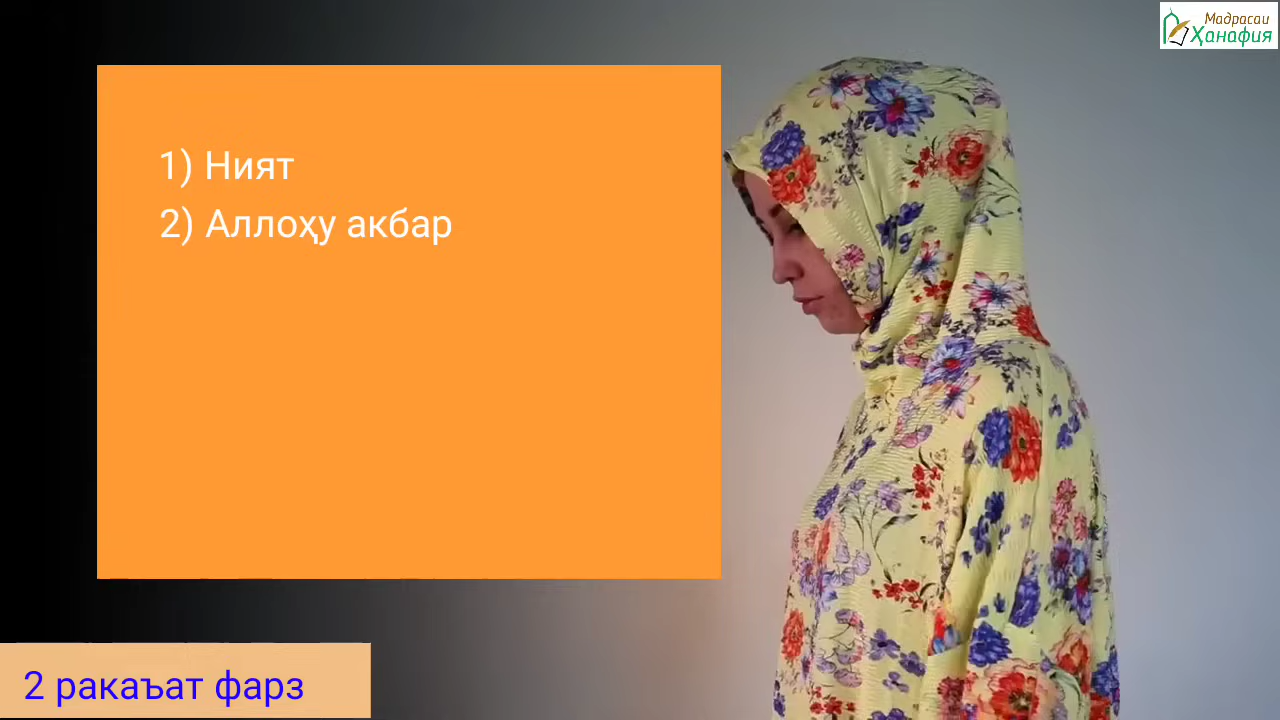 Мадрасаи
Ҳанафия
1) Ният
2) Аллоҳу акбар
2 ракаъат фарз